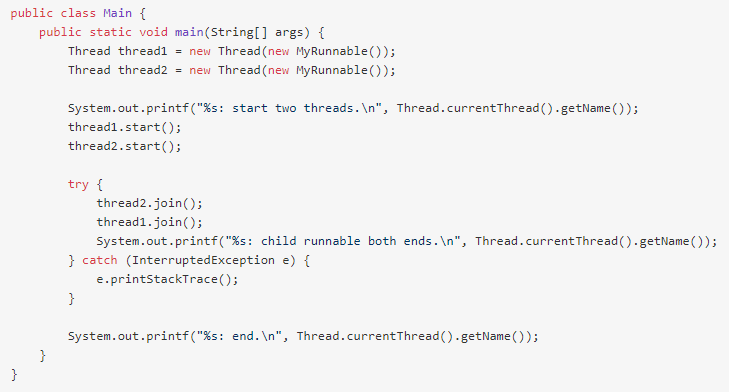 public class Main {
    public static void main(String[] args) {
        Thread thread1 = new Thread(new MyRunnable());
        Thread thread2 = new Thread(new MyRunnable());

        System.out.printf("%s: start two threads.\n", Thread.currentThread().getName());
        thread1.start();
        thread2.start();

        try {
            thread2.join();
            thread1.join();
            System.out.printf("%s: child runnable both ends.\n", Thread.currentThread().getName());
        } catch (InterruptedException e) {
            e.printStackTrace();
        }

        System.out.printf("%s: end.\n", Thread.currentThread().getName());
    }
}